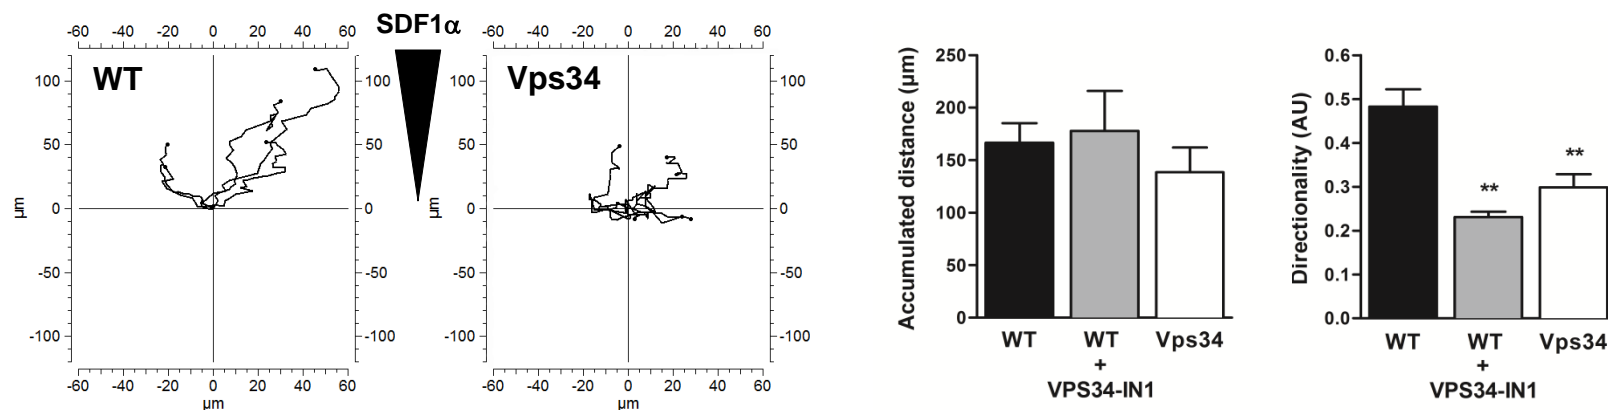 SDF1α
-60 -40 -20 0 20 40 60
-60 -40 -20 0 20 40 60
WT
Vps34
100 100
100 100
50 50
50 50
0 0
0 0
-50 -50
-50 -50
-100 -100
-100 -100
µm
µm
-60 -40 -20 0 20 40 60
-60 -40 -20 0 20 40 60
µm
µm
Accumulated distance (µm)
250
200
150
100
50
0
WT WT Vps34
+
VPS34-IN1
Directionality (AU)
0.6
0.5
0.4
0.3
0.2
0.1
0.0
**
**
WT WT Vps34
+
VPS34-IN1